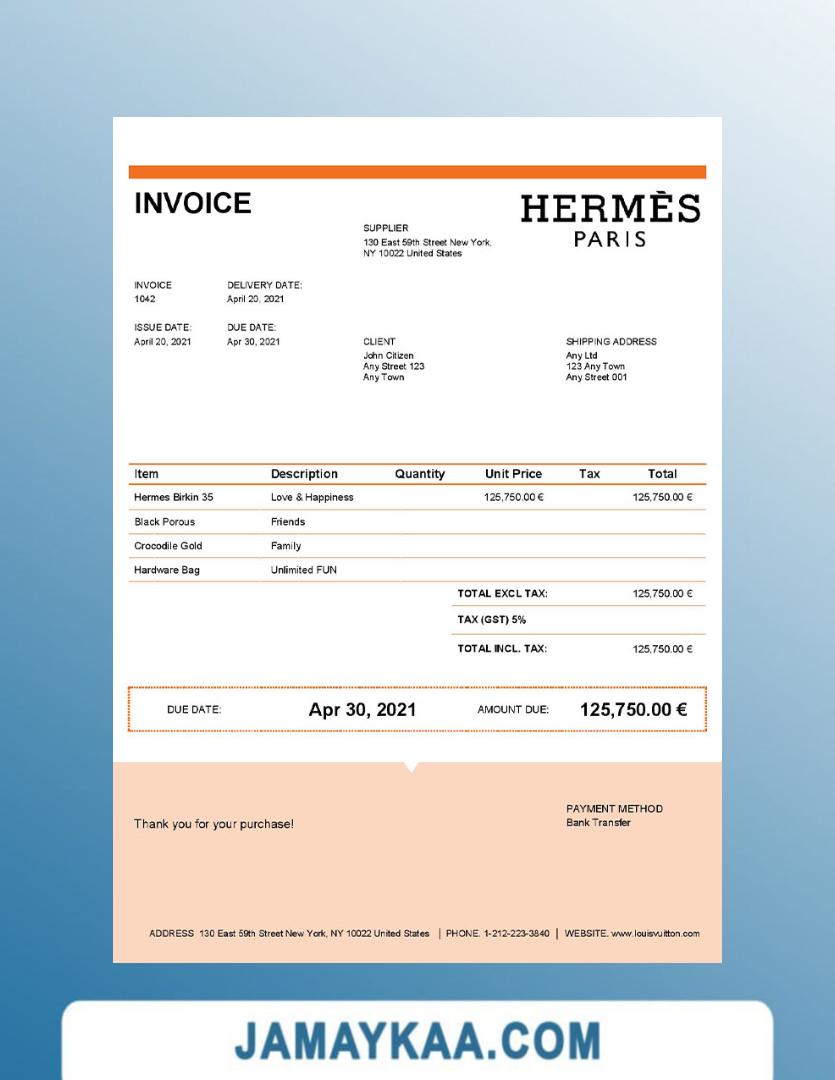 INVOICE
HERMÈS
PARIS
SUPPLIER
130 East 59th Street New York,
NY 10022 United States
INVOICE
1042
DELIVERY DATE:
April 20, 2021
ISSUE DATE:
April 20, 2021
DUE DATE:
Apr 30, 2021
CLIENT
John Citizen
Any Street 123
Any Town
SHIPPING ADDRESS
Any Ltd
123 Any Town
Any Street 001
Item Description Quantity Unit Price Tax Total
Hermes Birkin 35 Love & Happiness 125,750.00 € 125,750.00 €
Black Porous Friends
Crocodile Gold Family
Hardware Bag Unlimited FUN
TOTAL EXCL TAX: 125,750.00 €
TAX (GST) 5%
TOTAL INCL. TAX: 125,750.00 €
DUE DATE: Apr 30, 2021 AMOUNT DUE: 125,750.00 €
PAYMENT METHOD
Bank Transfer
Thank you for your purchase!
ADDRESS 130 East 59th Street New York, NY 10022 United States | PHONE. 1-212-223-3840 | WEBSITE. www.louisvuitton.com
JAMAYKAA.COM